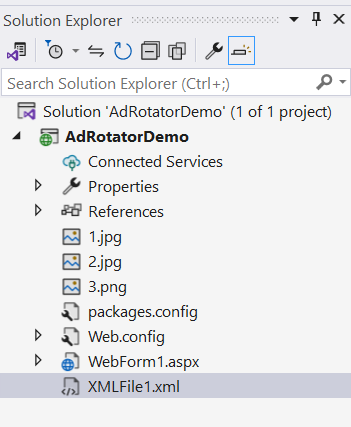 Solution Explorer
Search Solution Explorer (Ctrl+;)
Solution 'AdRotatorDemo' (1 of 1 project)
AdRotatorDemo
Connected Services
Properties
References
1.jpg
2.jpg
3.png
packages.config
Web.config
WebForm1.aspx
XMLFile1.xml